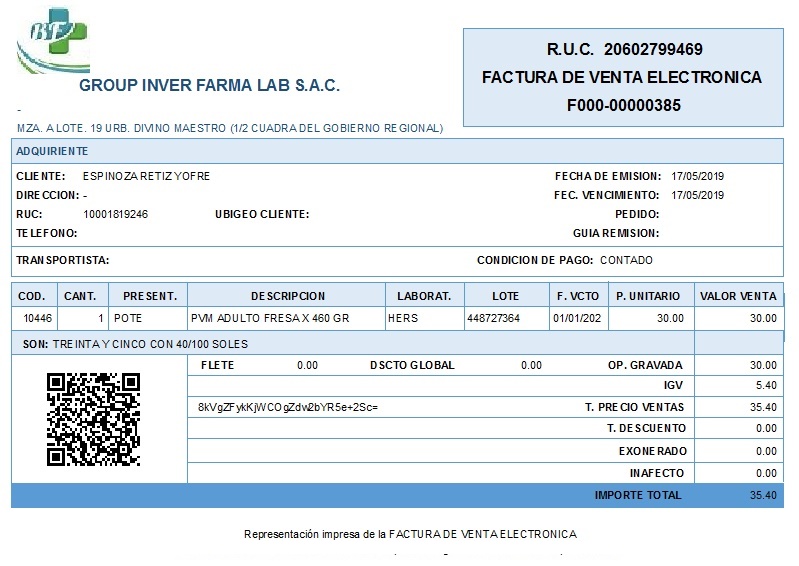 BF
GROUP INVER FARMA LAB S.A.C.
-
MZA. A LOTE. 19 URB. DIVINO MAESTRO (1/2 CUADRA DEL GOBIERNO REGIONAL)
R.U.C. 20602799469
FACTURA DE VENTA ELECTRONICA
F000-00000385
ADQUIRIENTE
CLIENTE: ESPINOZA RETIZ YOFRE FECHA DE EMISION: 17/05/2019
DIRECCION: - FEC. VENCIMIENTO: 17/05/2019
RUC: 10001819246 UBIGEO CLIENTE: PEDIDO:
TELEFONO: GUIA REMISION:
TRANSPORTISTA: CONDICION DE PAGO: CONTADO
COD. CANT. PRESENT. DESCRIPCION LABORAT. LOTE F. VCTO P. UNITARIO VALOR VENTA
10446 1 POTE PVM ADULTO FRESA X 460 GR HERS 448727364 01/01/202 30.00 30.00
SON: TREINTA Y CINCO CON 40/100 SOLES
FLETE 0.00 DSCTO GLOBAL 0.00 OP. GRAVADA 30.00
IGV 5.40
8kVgZFykKjWCOgZdw2bYR5e+2Sc= T. PRECIO VENTAS 35.40
T. DESCUENTO 0.00
EXONERADO 0.00
INAFECTO 0.00
IMPORTE TOTAL 35.40
Representación impresa de la FACTURA DE VENTA ELECTRONICA